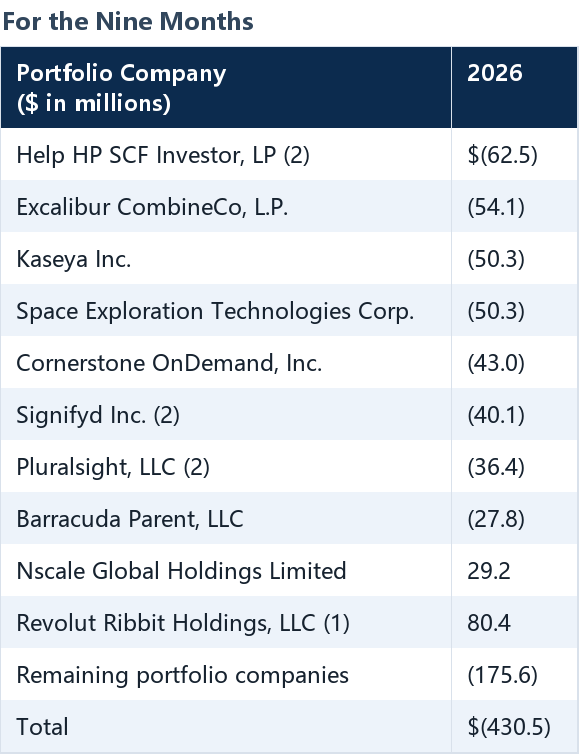 For the Nine Months
Portfolio Company 2026
($ in millions)
Help HP SCF Investor, LP (2) $(62.5)
Excalibur CombineCo, L.P. (54.1)
Kaseya Inc. (50.3)
Space Exploration Technologies Corp. (50.3)
Cornerstone OnDemand, Inc. (43.0)
Signifyd Inc. (2) (40.1)
Pluralsight, LLC (2) (36.4)
Barracuda Parent, LLC (27.8)
Nscale Global Holdings Limited 29.2
Revolut Ribbit Holdings, LLC (1) 80.4
Remaining portfolio companies (175.6)
Total $(430.5)